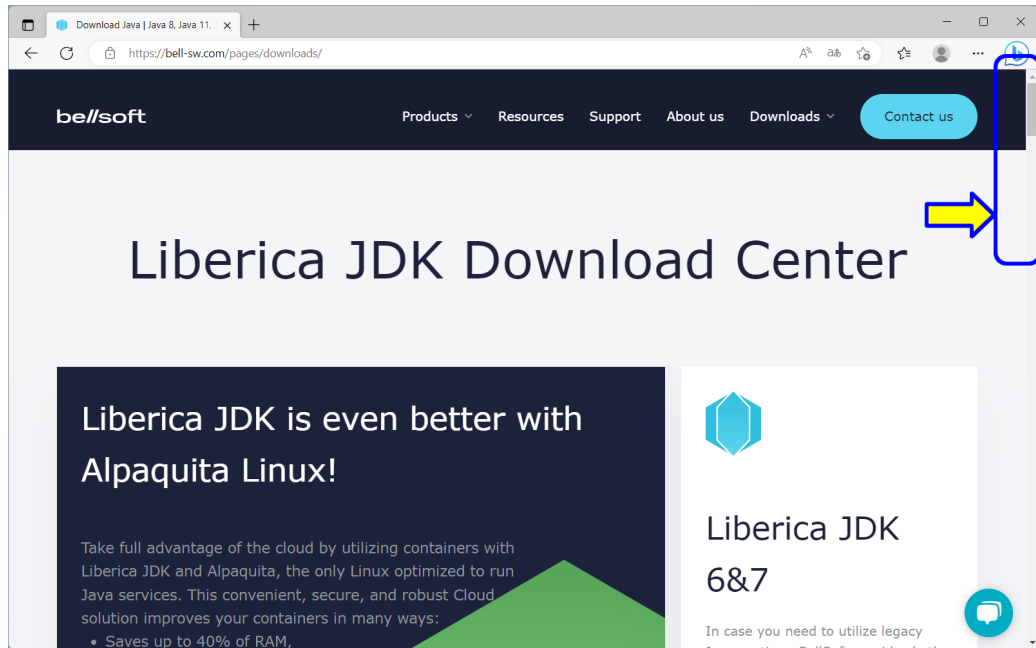 Download Java | Java 8, Java 11,
https://bell-sw.com/pages/downloads/
bellsoft
Products
Resources
Support
About us
Downloads
Contact us
Liberica JDK Download Center
Liberica JDK is even better with
Alpaquita Linux!
Take full advantage of the cloud by utilizing containers with
Liberica JDK and Alpaquita, the only Linux optimized to run
Java services. This convenient, secure, and robust Cloud
solution improves your containers in many ways:
• Saves up to 40% of RAM,
Liberica JDK
6&7
In case you need to utilize legacy